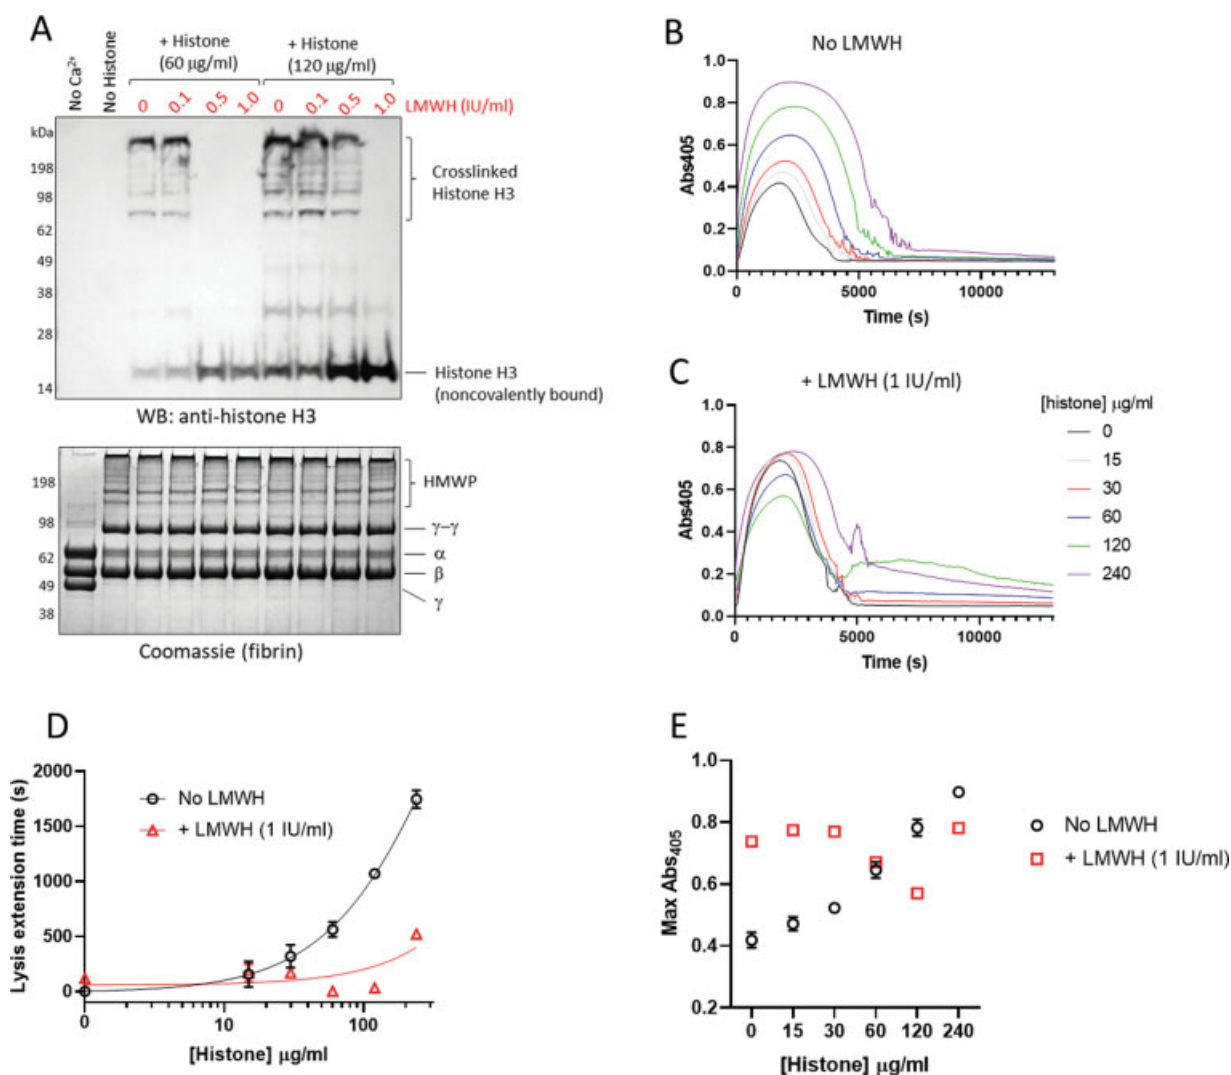 A
No Ca²⁺
No Histone
+ Histone
(60 µg/ml)
+ Histone
(120 µg/ml)
0 0.1 0.5 1.0 0 0.1 0.5 1.0 LMWH (IU/ml)
kDa
198
98
62
49
38
28
14
Crosslinked
Histone H3
Histone H3
(noncovalently bound)
WB: anti-histone H3
198
98
62
49
38
HMWP
γ–γ
α
β
γ
Coomassie (fibrin)
B
No LMWH
Abs405
1.0
0.8
0.6
0.4
0.2
0.0
0 5000 10000
Time (s)
C
+ LMWH (1 IU/ml)
Abs405
1.0
0.8
0.6
0.4
0.2
0.0
0 5000 10000
Time (s)
[histone] µg/ml
0
15
30
60
120
240
D
Lysis extension time (s)
2000
1500
1000
500
0
No LMWH
+ LMWH (1 IU/ml)
0 10 100
[Histone] µg/ml
E
Max Abs₄₀₅
1.0
0.8
0.6
0.4
0.2
0 15 30 60 120 240
[Histone] µg/ml
No LMWH
+ LMWH (1 IU/ml)